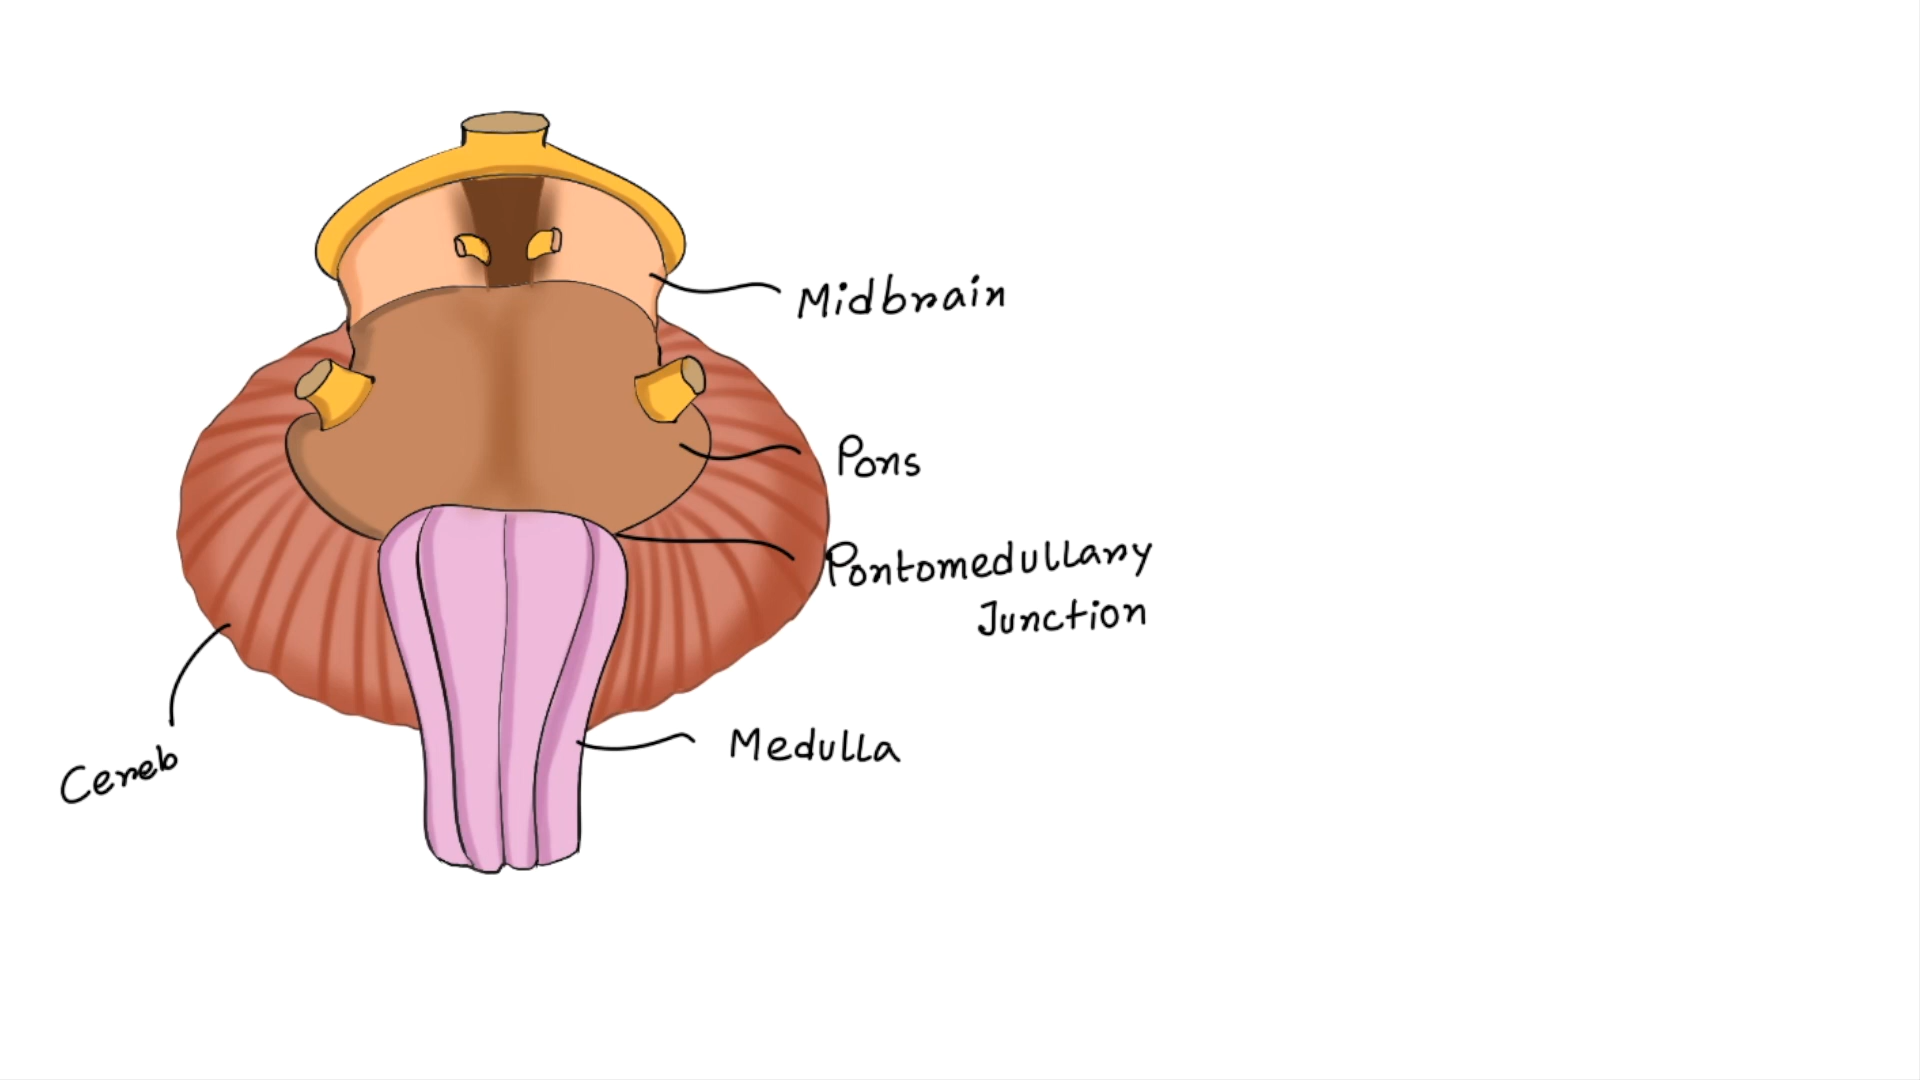 Midbrain
Pons
Pontomedullary
Junction
Medulla
Cereb